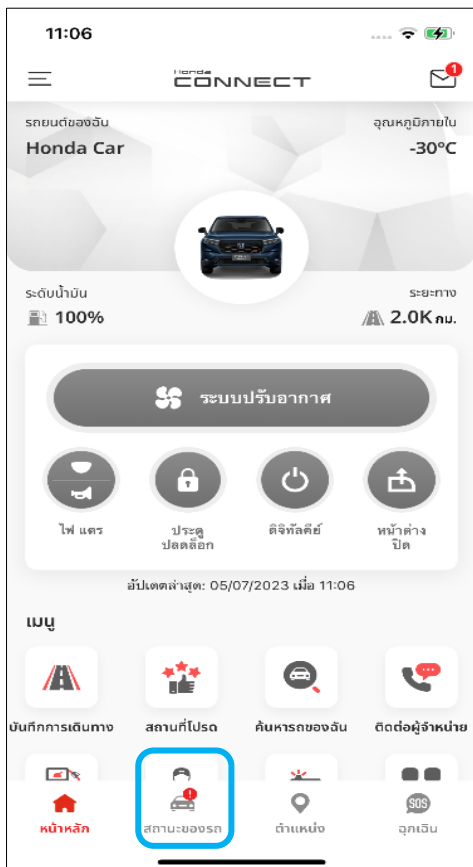 11:06
Honda
CONNECT
1
รถยนต์ของฉัน
อุณหภูมิภายใน
Honda Car
-30°C
ระดับน้ำมัน
ระยะทาง
100%
2.0K กม.
ระบบปรับอากาศ
ไฟ แตร
ประตู
ปลดล็อก
ดิจิทัลคีย์
หน้าต่าง
ปิด
อัปเดตล่าสุด: 05/07/2023 เมื่อ 11:06
เมนู
บันทึกการเดินทาง
สถานที่โปรด
ค้นหารถของฉัน
ติดต่อผู้จำหน่าย
หน้าหลัก
สถานะของรถ
ตำแหน่ง
SOS
ฉุกเฉิน